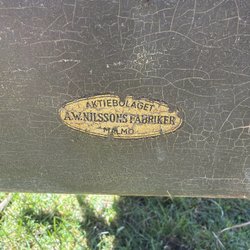 AKTIEBOLAGET
A.W. NILSSONS FABRIKER
MALMÖ